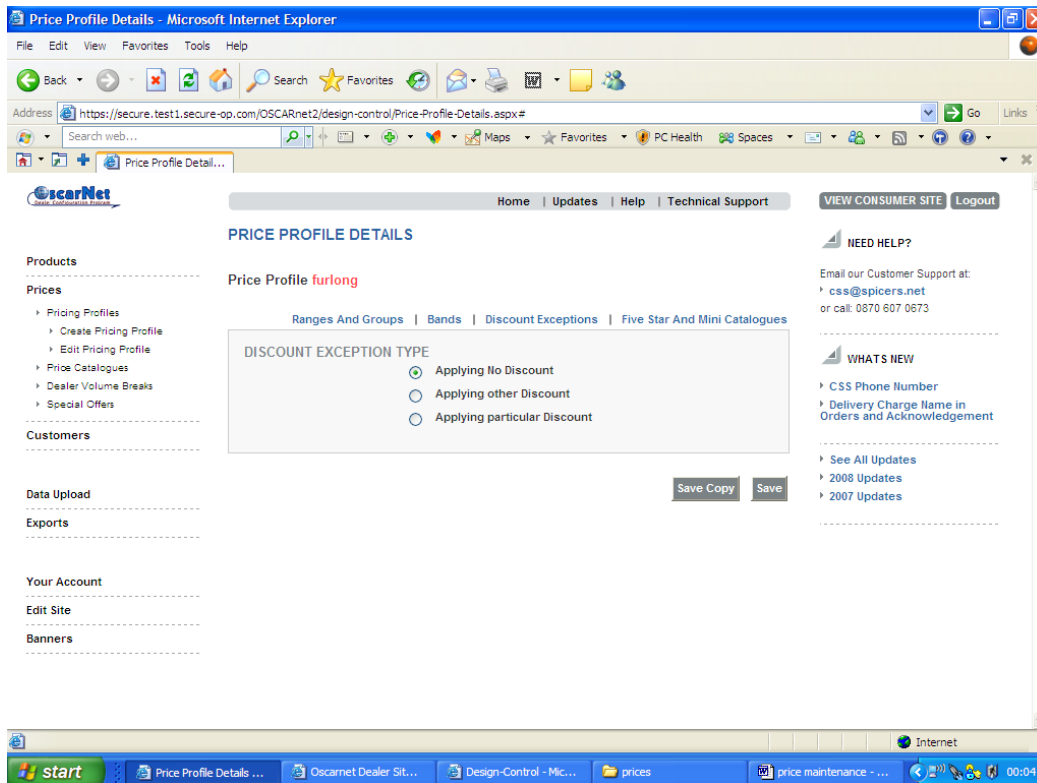 Price Profile Details - Microsoft Internet Explorer
File Edit View Favorites Tools Help
Back Search Favorites
Address https://secure.test1.secure-op.com/OSCARnet2/design-control/Price-Profile-Details.aspx# Go Links
Search web... Maps Favorites PC Health Spaces
Price Profile Detail...
OscarNet
Dealer Configuration Program
Home | Updates | Help | Technical Support
VIEW CONSUMER SITE Logout
PRICE PROFILE DETAILS
Price Profile furlong
Ranges And Groups | Bands | Discount Exceptions | Five Star And Mini Catalogues
DISCOUNT EXCEPTION TYPE
Applying No Discount
Applying other Discount
Applying particular Discount
Save Copy Save
Products
Prices
Pricing Profiles
Create Pricing Profile
Edit Pricing Profile
Price Catalogues
Dealer Volume Breaks
Special Offers
Customers
Data Upload
Exports
Your Account
Edit Site
Banners
NEED HELP?
Email our Customer Support at:
css@spicers.net
or call: 0870 607 0673
WHATS NEW
CSS Phone Number
Delivery Charge Name in
Orders and Acknowledgement
See All Updates
2008 Updates
2007 Updates
Internet
start Price Profile Details ... Oscarnet Dealer Sit... Design-Control - Mic... prices price maintenance - ... 00:04